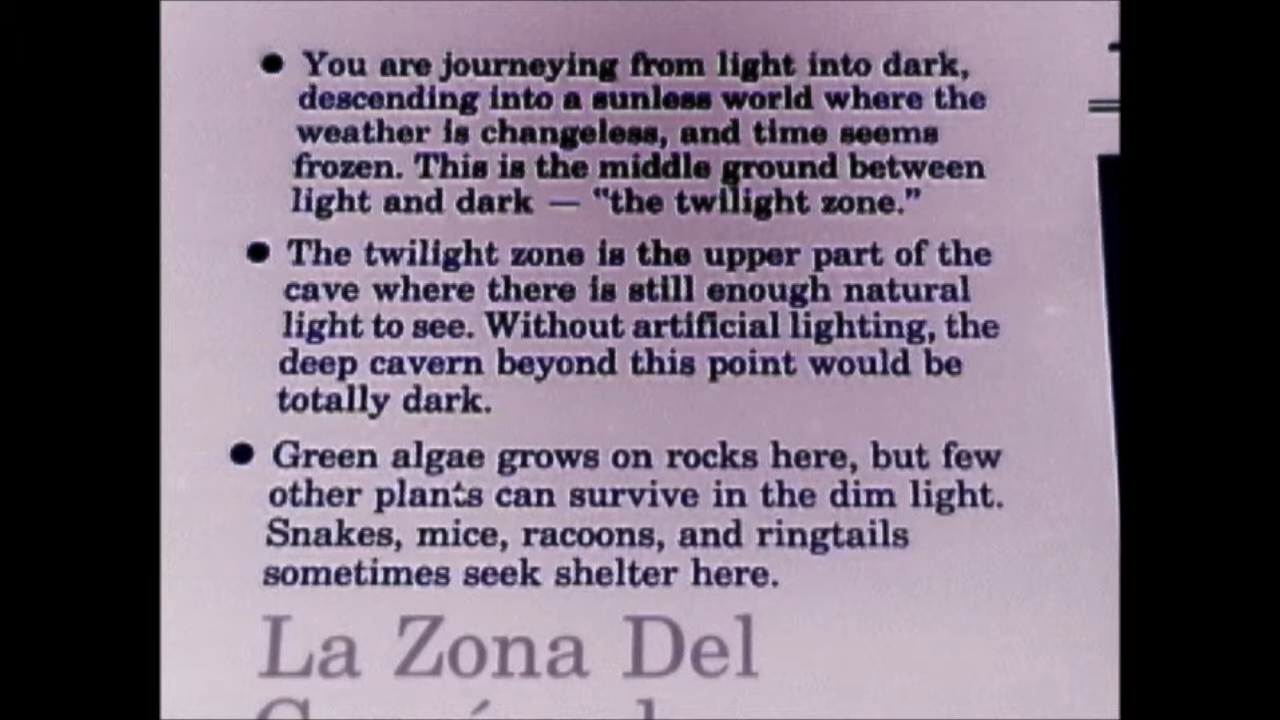 ● You are journeying from light into dark,
descending into a sunless world where the
weather is changeless, and time seems
frozen. This is the middle ground between
light and dark — “the twilight zone.”
● The twilight zone is the upper part of the
cave where there is still enough natural
light to see. Without artificial lighting, the
deep cavern beyond this point would be
totally dark.
● Green algae grows on rocks here, but few
other plants can survive in the dim light.
Snakes, mice, racoons, and ringtails
sometimes seek shelter here.
La Zona Del